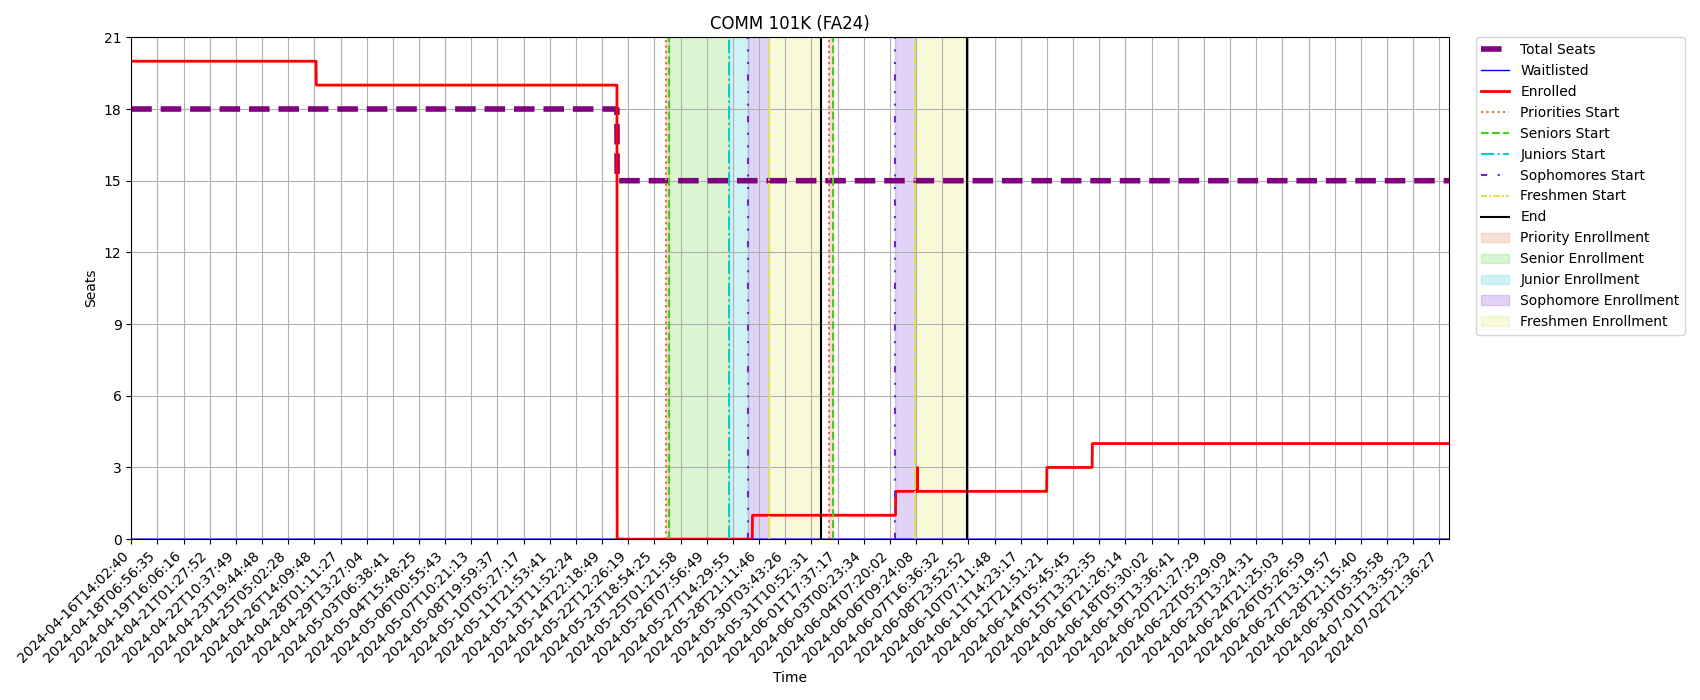 COMM 101K (FA24)
21
18
15
12
9
6
3
0
Seats
2024-04-16T14:02:40
2024-04-18T06:56:35
2024-04-19T16:06:16
2024-04-21T01:27:52
2024-04-22T10:37:49
2024-04-23T19:44:48
2024-04-25T05:02:28
2024-04-26T14:09:48
2024-04-28T01:11:27
2024-04-29T13:27:04
2024-05-03T06:38:41
2024-05-04T15:48:25
2024-05-06T00:55:43
2024-05-07T10:21:13
2024-05-08T19:59:37
2024-05-10T05:27:17
2024-05-11T21:53:41
2024-05-13T11:52:24
2024-05-14T22:18:49
2024-05-22T12:26:19
2024-05-23T18:54:25
2024-05-25T01:21:58
2024-05-26T07:56:49
2024-05-27T14:29:55
2024-05-28T21:11:46
2024-05-30T03:43:26
2024-05-31T10:52:31
2024-06-01T17:37:17
2024-06-03T00:23:34
2024-06-04T07:20:02
2024-06-06T09:24:08
2024-06-07T16:36:32
2024-06-08T23:52:52
2024-06-10T07:11:48
2024-06-11T14:23:17
2024-06-12T21:51:21
2024-06-14T05:45:45
2024-06-15T13:32:35
2024-06-16T21:26:14
2024-06-18T05:30:02
2024-06-19T13:36:41
2024-06-20T21:27:29
2024-06-22T05:29:09
2024-06-23T13:24:31
2024-06-24T21:25:03
2024-06-26T05:26:59
2024-06-27T13:19:57
2024-06-28T21:15:40
2024-06-30T05:35:58
2024-07-01T13:35:23
2024-07-02T21:36:27
Time
Total Seats
Waitlisted
Enrolled
Priorities Start
Seniors Start
Juniors Start
Sophomores Start
Freshmen Start
End
Priority Enrollment
Senior Enrollment
Junior Enrollment
Sophomore Enrollment
Freshmen Enrollment